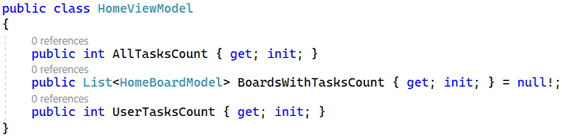 public class HomeViewModel
{
0 references
public int AllTasksCount { get; init; }
0 references
public List<HomeBoardModel> BoardsWithTasksCount { get; init; } = null!;
0 references
public int UserTasksCount { get; init; }
}